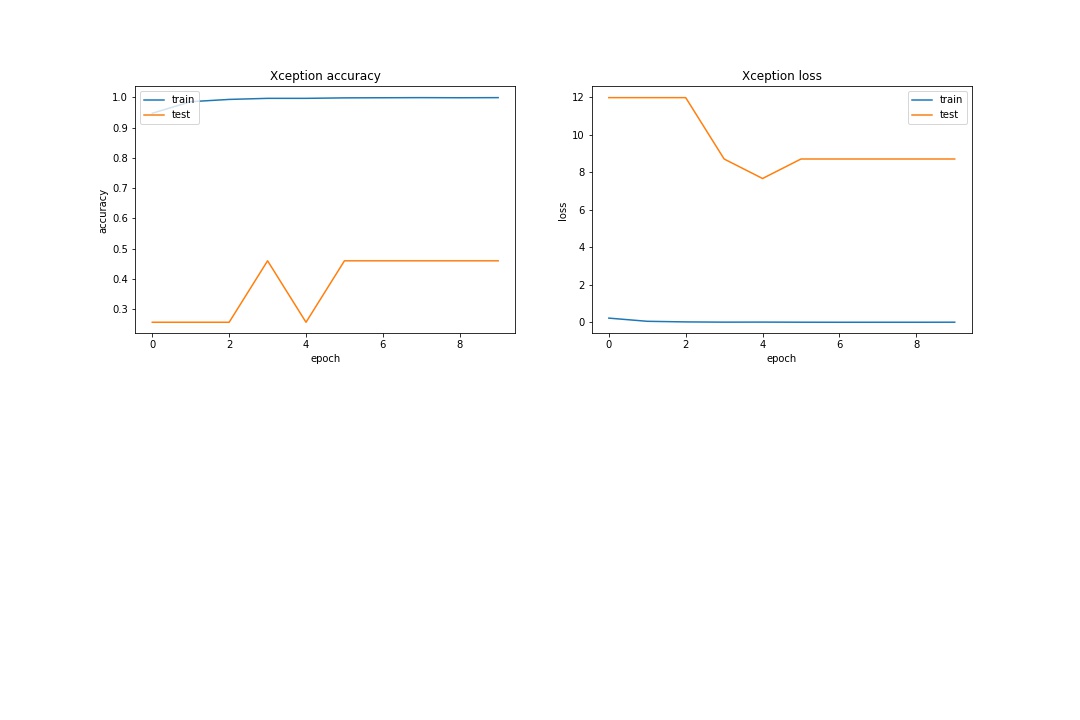 Xception accuracy
1.0
0.9
0.8
0.7
0.6
0.5
0.4
0.3
accuracy
train
test
0 2 4 6 8
epoch
Xception loss
12
10
8
6
4
2
0
loss
train
test
0 2 4 6 8
epoch